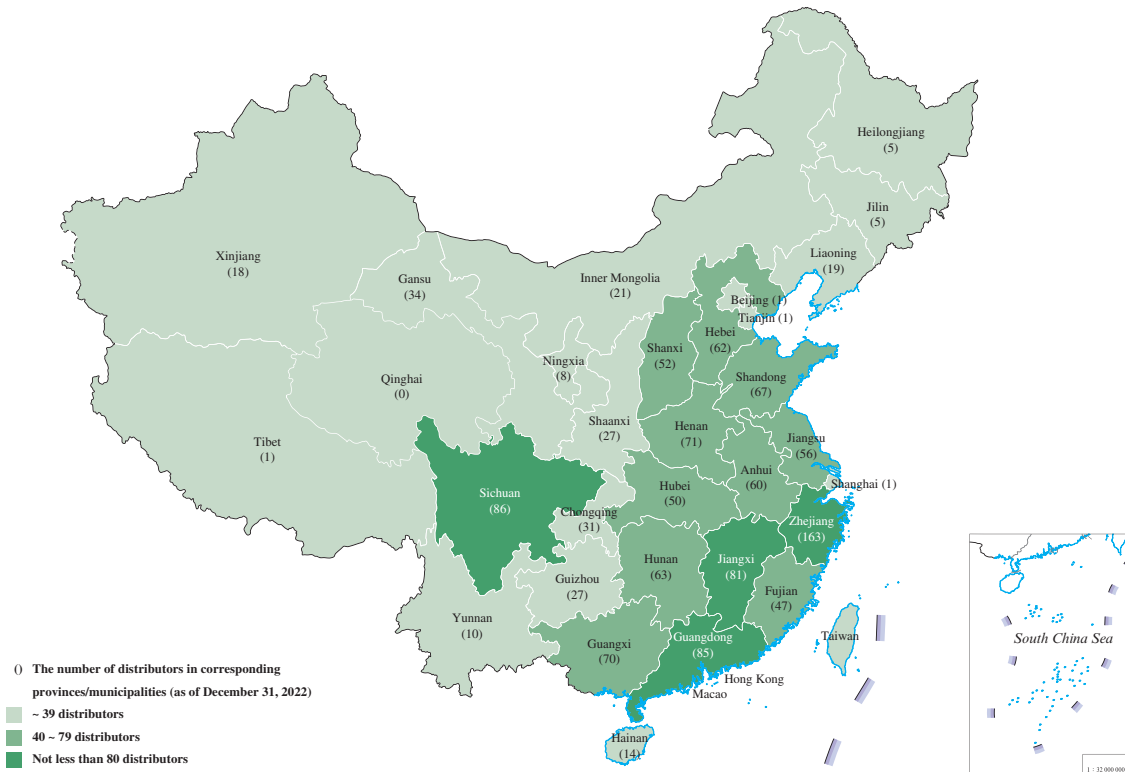 Heilongjiang
(5)
Jilin
(5)
Liaoning
(19)
Xinjiang
(18)
Gansu
(34)
Inner Mongolia
(21)
Beijing (1)
Tianjin (1)
Hebei
(62)
Shanxi
(52)
Ningxia
(8)
Qinghai
(0)
Shandong
(67)
Shaanxi
(27)
Henan
(71)
Jiangsu
(56)
Tibet
(1)
Anhui
(60)
Shanghai (1)
Sichuan
(86)
Hubei
(50)
Chongqing
(31)
Zhejiang
(163)
Hunan
(63)
Jiangxi
(81)
Guizhou
(27)
Fujian
(47)
Yunnan
(10)
Guangxi
(70)
Guangdong
(85)
Taiwan
Hong Kong
Macao
Hainan
(14)
South China Sea
1 : 32 000 000
() The number of distributors in corresponding
provinces/municipalities (as of December 31, 2022)
~ 39 distributors
40 ~ 79 distributors
Not less than 80 distributors